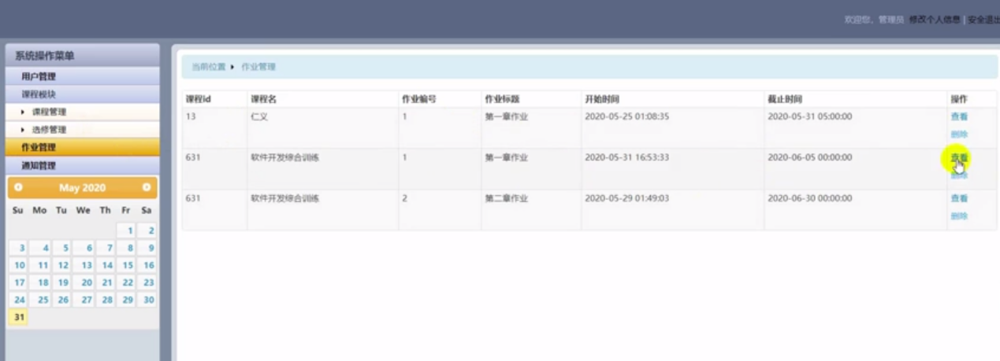 欢迎您，管理员 修改个人信息 | 安全退出
系统操作菜单
用户管理
课程模块
课程管理
选修管理
作业管理
通知管理
May 2020
Su Mo Tu We Th Fr Sa
1 2
3 4 5 6 7 8 9
10 11 12 13 14 15 16
17 18 19 20 21 22 23
24 25 26 27 28 29 30
31
当前位置 作业管理
课程id 课程名 作业编号 作业标题 开始时间 截止时间 操作
13 仁义 1 第一章作业 2020-05-25 01:08:35 2020-05-31 05:00:00 查看
删除
631 软件开发综合训练 1 第一章作业 2020-05-31 16:53:33 2020-06-05 00:00:00 查看
删除
631 软件开发综合训练 2 第二章作业 2020-05-29 01:49:03 2020-06-30 00:00:00 查看
删除